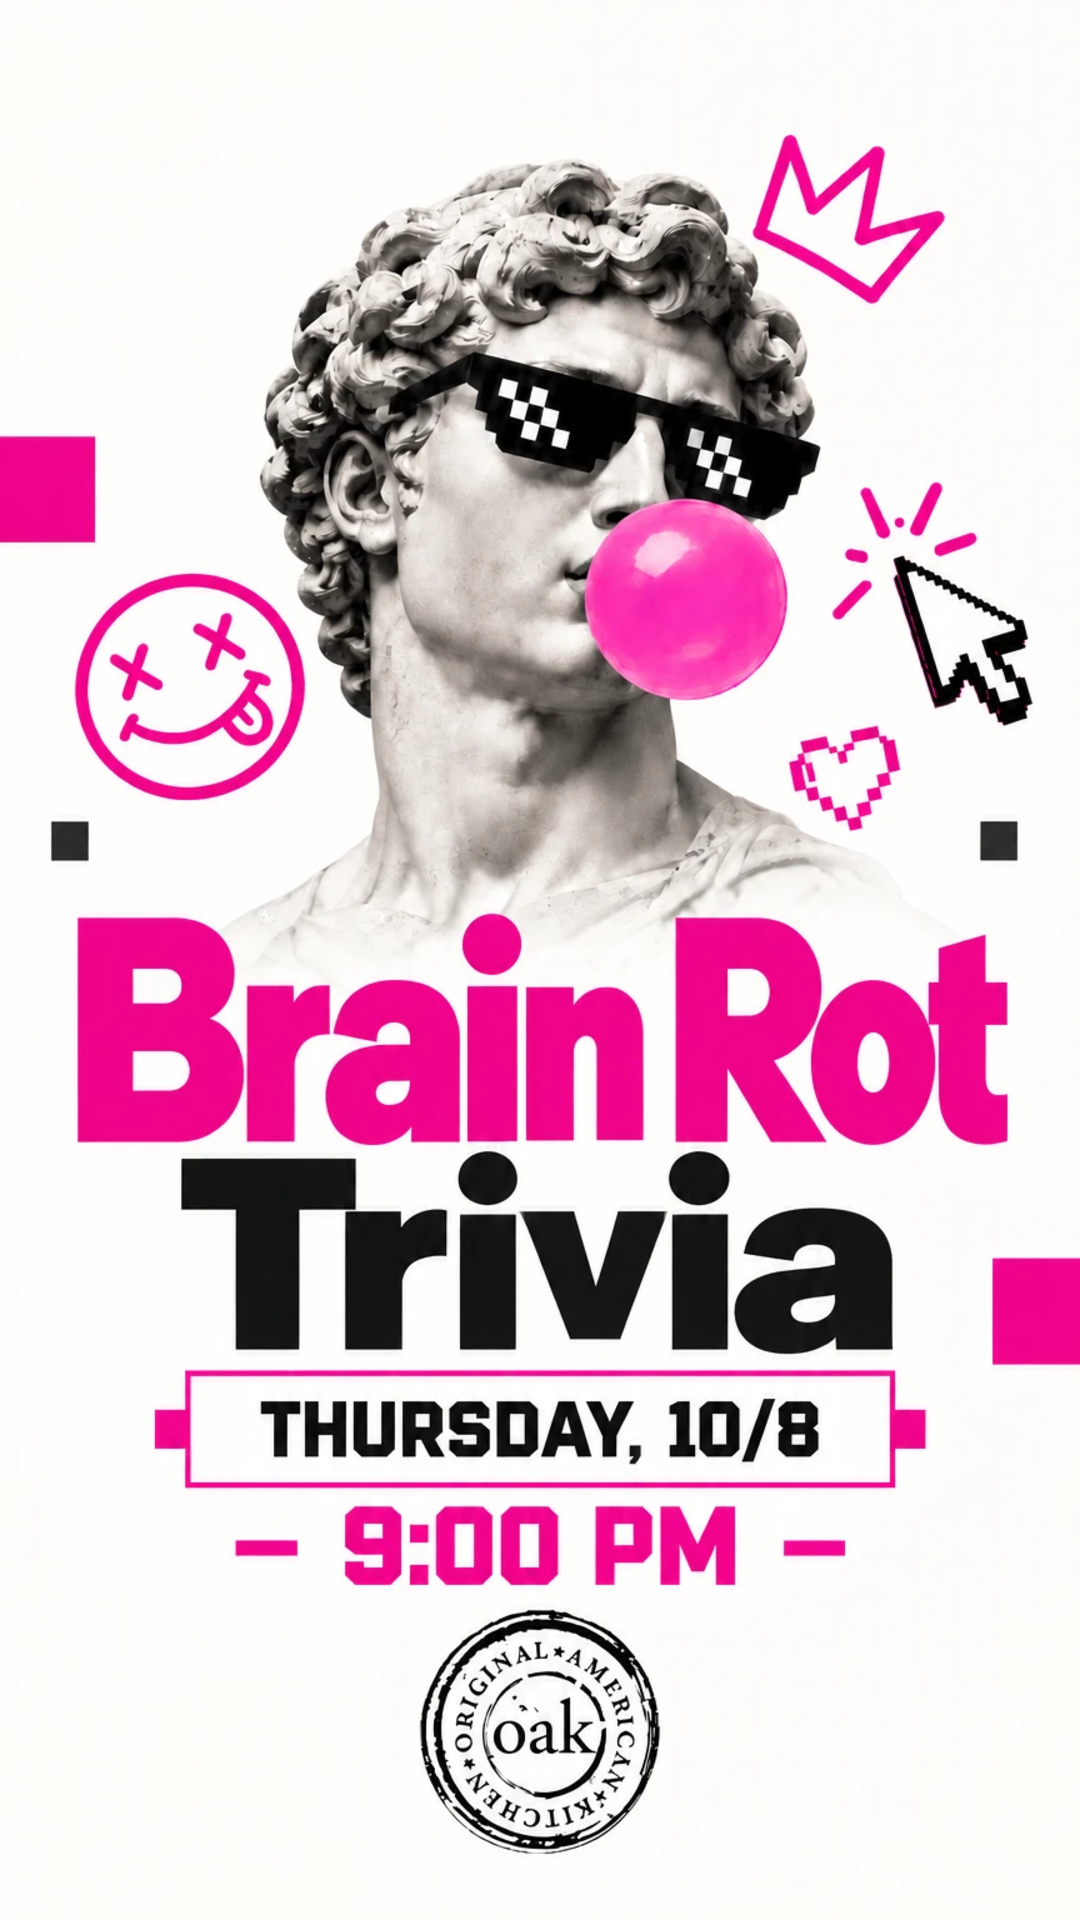 Brain Rot
Trivia
THURSDAY, 10/8
9:00 PM
ORIGINAL★AMERICAN★KITCHEN★
oak